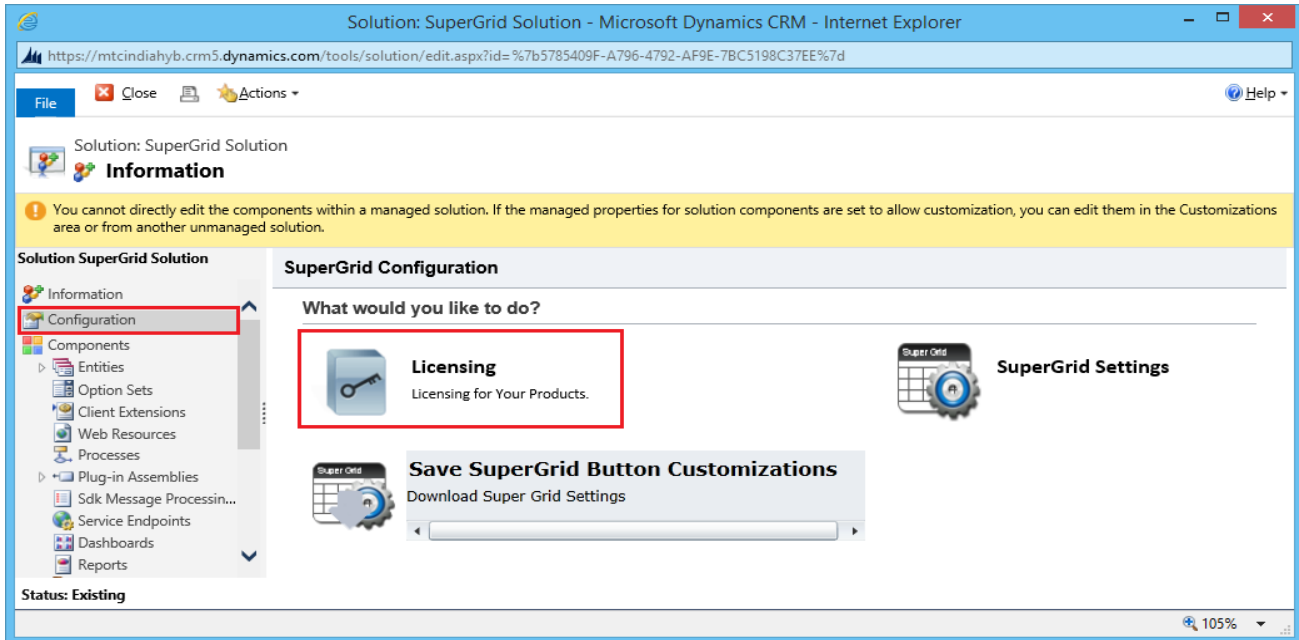 Solution: SuperGrid Solution - Microsoft Dynamics CRM - Internet Explorer
https://mtcindiahyb.crm5.dynamics.com/tools/solution/edit.aspx?id=%7b5785409F-A796-4792-AF9E-7BC5198C37EE%7d
File Close Actions Help
Solution: SuperGrid Solution
Information
You cannot directly edit the components within a managed solution. If the managed properties for solution components are set to allow customization, you can edit them in the Customizations
area or from another unmanaged solution.
Solution SuperGrid Solution
Information
Configuration
Components
Entities
Option Sets
Client Extensions
Web Resources
Processes
Plug-in Assemblies
Sdk Message Processin...
Service Endpoints
Dashboards
Reports
SuperGrid Configuration
What would you like to do?
Licensing
Licensing for Your Products.
Super Grid
SuperGrid Settings
Super Grid
Save SuperGrid Button Customizations
Download Super Grid Settings
Status: Existing
105%